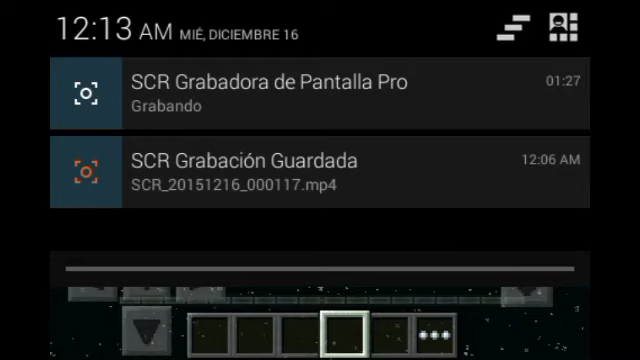 12:13 AM MIÉ, DICIEMBRE 16
SCR Grabadora de Pantalla Pro 01:27
Grabando
SCR Grabación Guardada 12:06 AM
SCR_20151216_000117.mp4